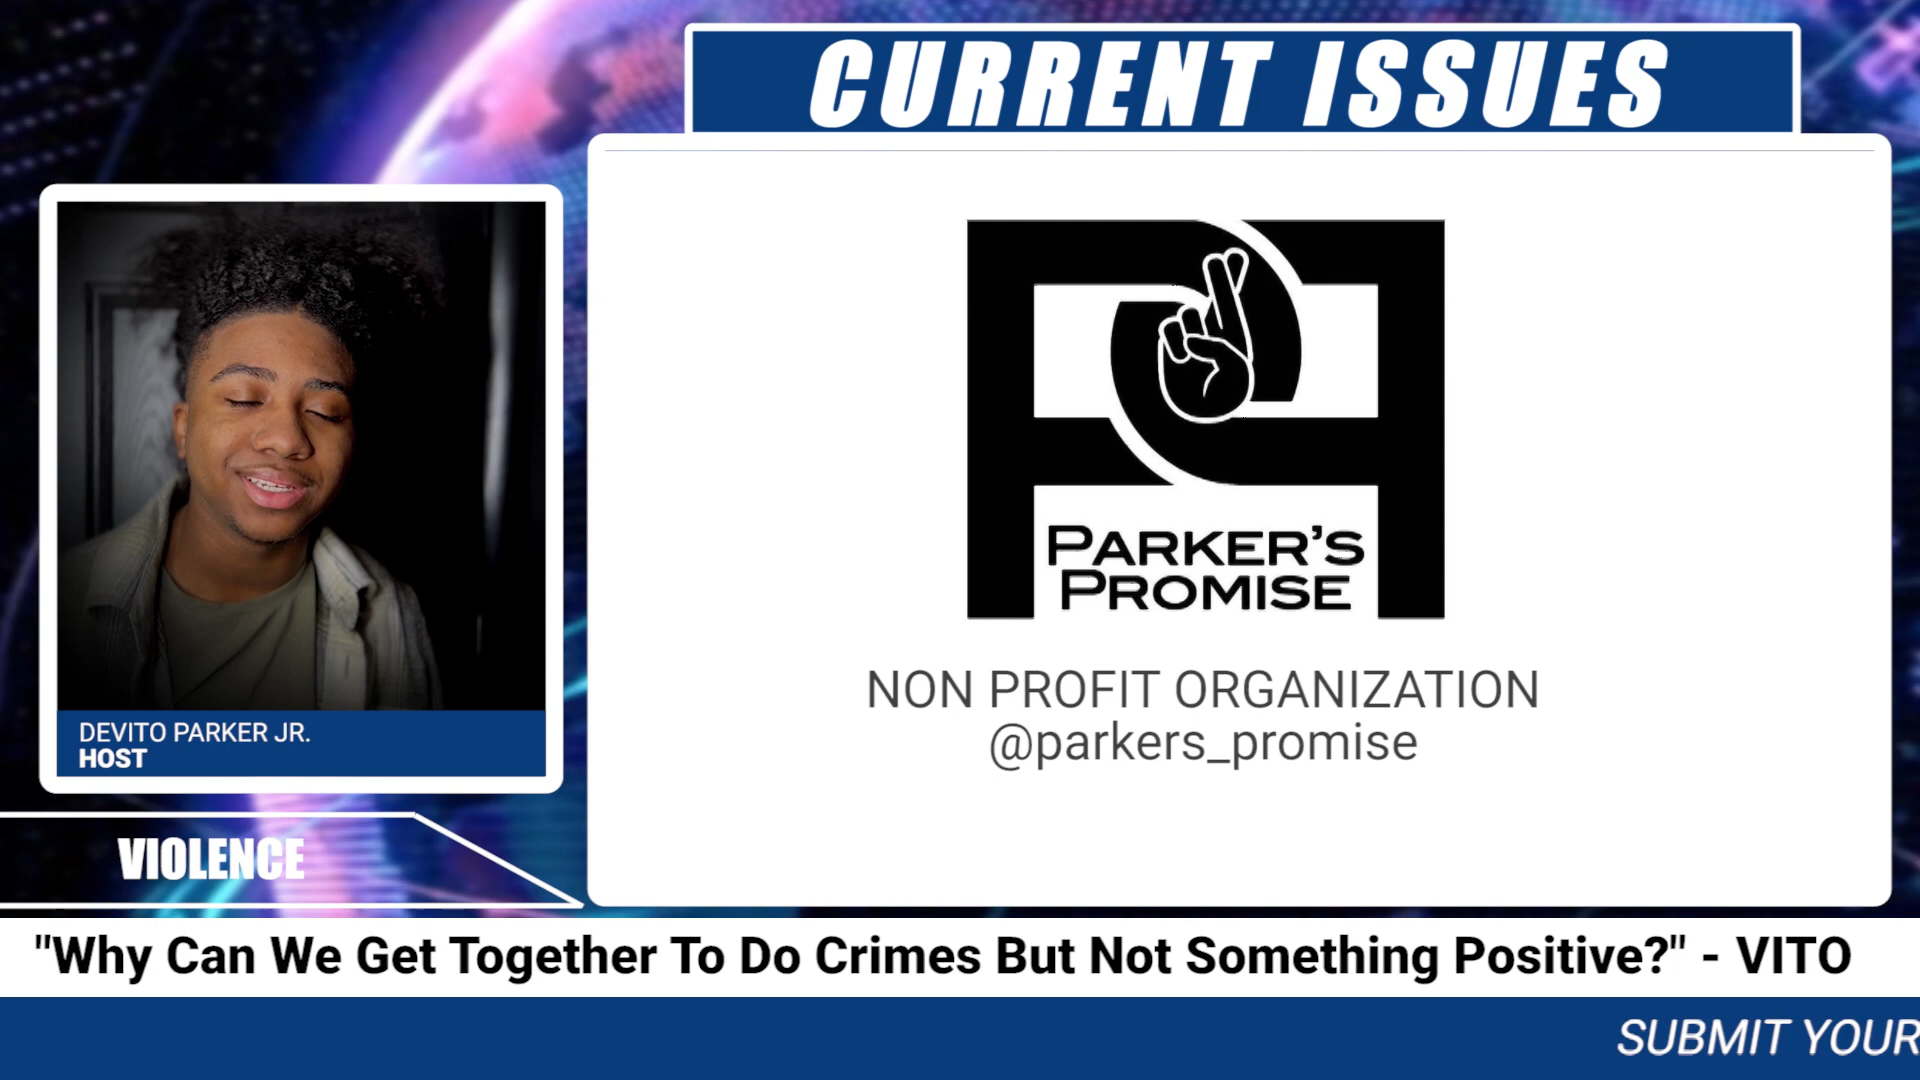 CURRENT ISSUES
PARKER'S
PROMISE
NON PROFIT ORGANIZATION
@parkers_promise
DEVITO PARKER JR.
HOST
VIOLENCE
"Why Can We Get Together To Do Crimes But Not Something Positive?" - VITO
SUBMIT YOUR